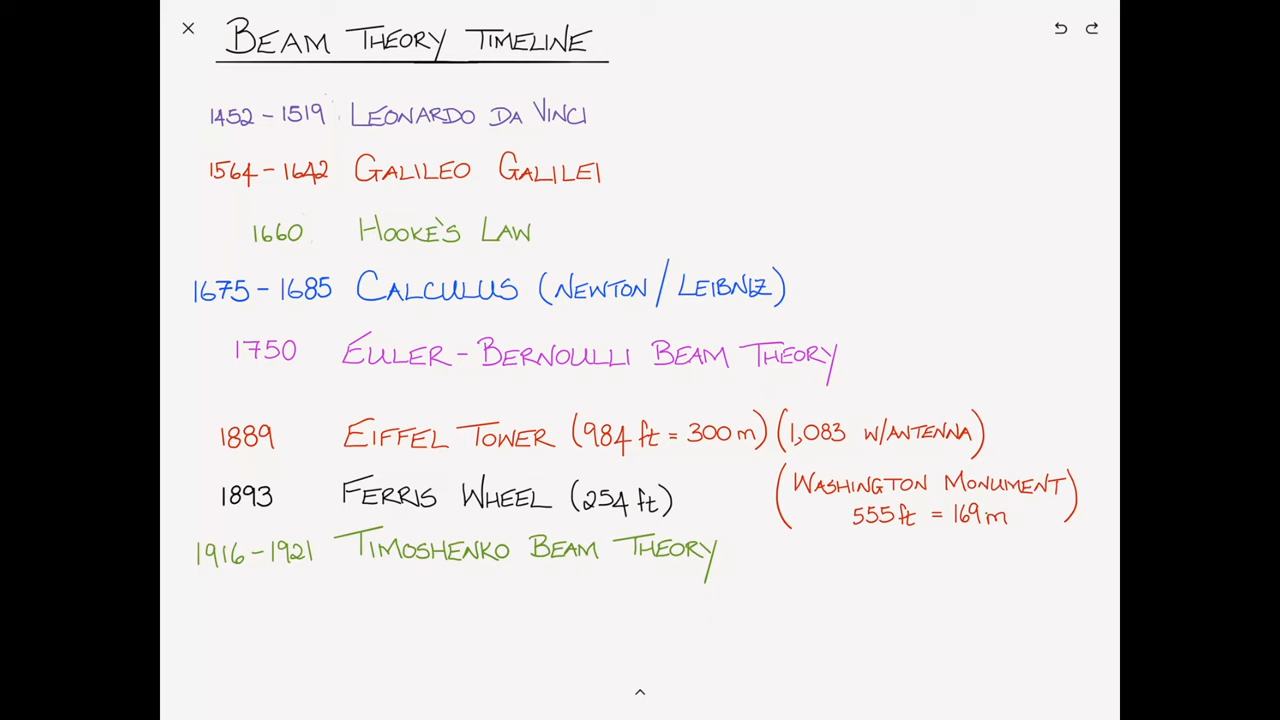 BEAM THEORY TIMELINE
1452-1519 LEONARDO DA VINCI
1564-1642 GALILEO GALILEI
1660 HOOKE'S LAW
1675-1685 CALCULUS (NEWTON/LEIBNIZ)
1750 EULER-BERNOULLI BEAM THEORY
1889 EIFFEL TOWER (984 ft = 300 m) (1,083 W/ANTENNA)
(WASHINGTON MONUMENT
1893 FERRIS WHEEL (254 ft)
555 ft = 169 m)
1916-1921 TIMOSHENKO BEAM THEORY